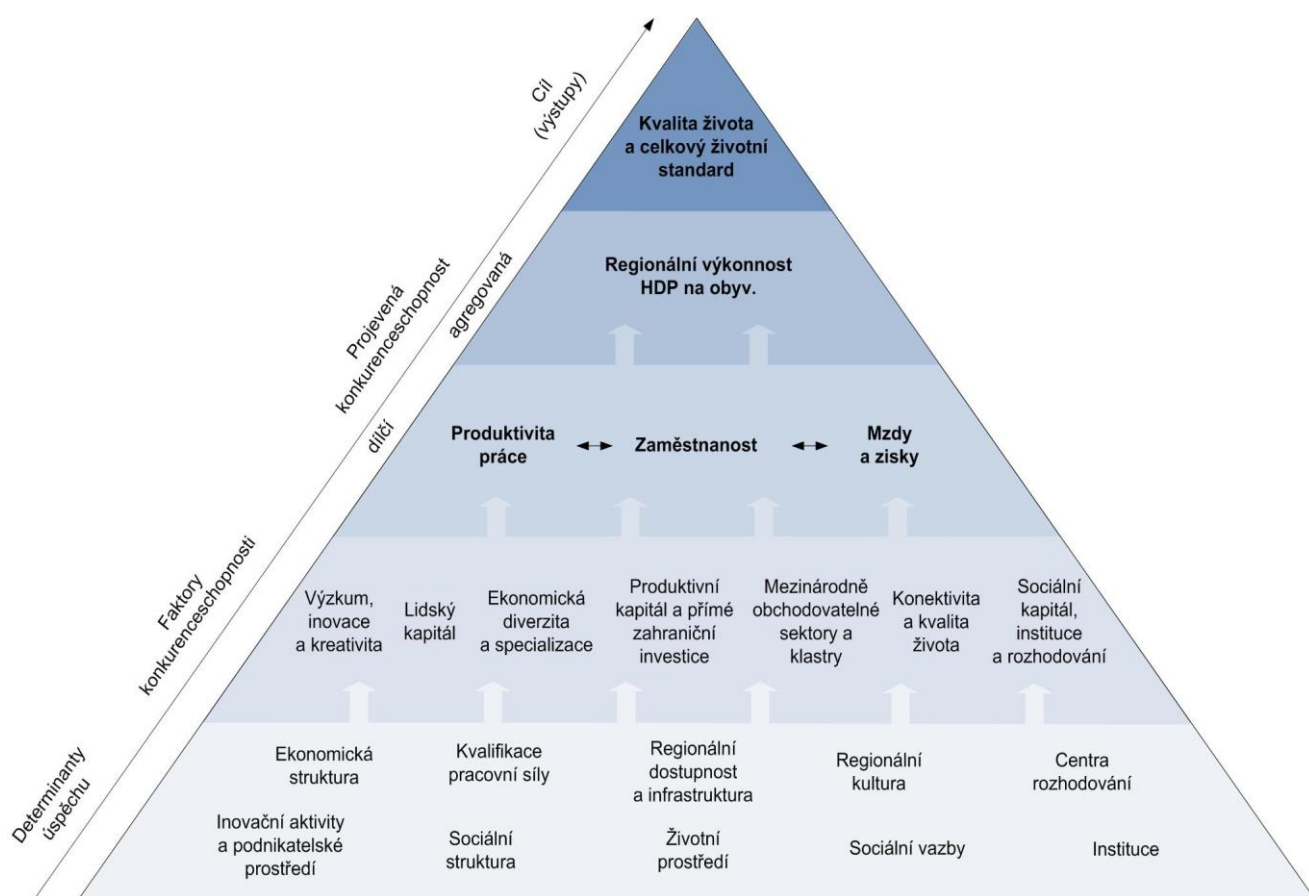 Cíl
(výstupy)
Kvalita života
a celkový životní
standard
Projevená
konkurenceschopnost
agregovaná
Regionální výkonnost
HDP na obyv.
dílčí
Produktivita
práce
Zaměstnanost
Mzdy
a zisky
Faktory
konkurenceschopnosti
Výzkum,
inovace
a kreativita
Lidský
kapitál
Ekonomická
diverzita
a specializace
Produktivní
kapitál a přímé
zahraniční
investice
Mezinárodně
obchodovatelné
sektory a
klastry
Konektivita
a kvalita
života
Sociální
kapitál,
instituce
a rozhodování
Determinanty
úspěchu
Ekonomická
struktura
Kvalifikace
pracovní síly
Regionální
dostupnost
a infrastruktura
Regionální
kultura
Centra
rozhodování
Inovační aktivity
a podnikatelské
prostředí
Sociální
struktura
Životní
prostředí
Sociální vazby
Instituce